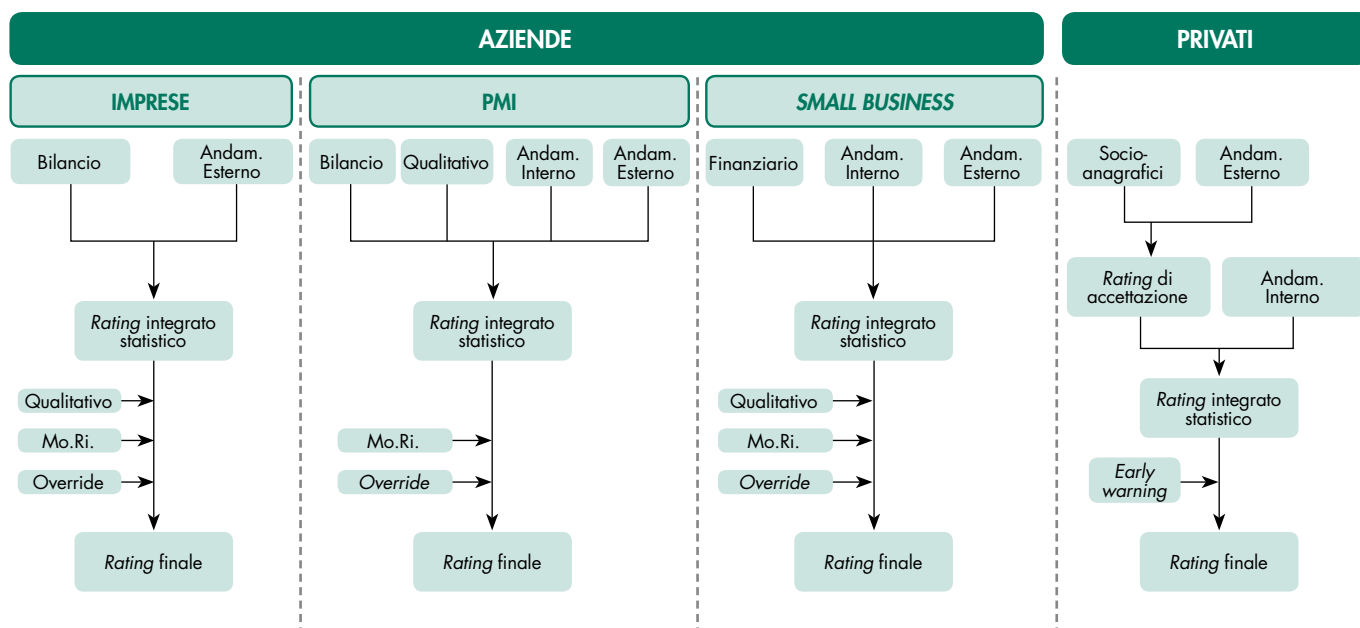 AZIENDE
PRIVATI
IMPRESE
PMI
SMALL BUSINESS
Bilancio
Andam.
Esterno
Bilancio
Qualitativo
Andam.
Interno
Andam.
Esterno
Finanziario
Andam.
Interno
Andam.
Esterno
Socio-
anagrafici
Andam.
Esterno
Rating di
accettazione
Andam.
Interno
Rating integrato
statistico
Rating integrato
statistico
Rating integrato
statistico
Rating integrato
statistico
Qualitativo
Mo.Ri.
Override
Mo.Ri.
Override
Qualitativo
Mo.Ri.
Override
Early
warning
Rating finale
Rating finale
Rating finale
Rating finale